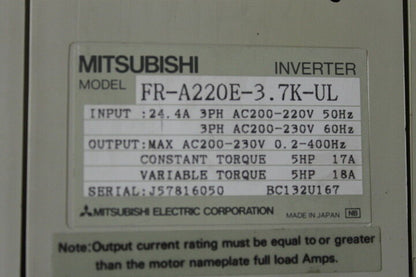 MITSUBISHI INVERTER
MODEL FR-A220E-3.7K-UL
INPUT :24.4A 3PH AC200-220V 50Hz
3PH AC200-230V 60Hz
OUTPUT:MAX AC200-230V 0.2-400Hz
CONSTANT TORQUE 5HP 17A
VARIABLE TORQUE 5HP 18A
SERIAL:J57816050 BC132U167
MITSUBISHI ELECTRIC CORPORATION MADE IN JAPAN NB
Note:Output current rating must be equal to or greater
than the motor nameplate full load Amps.